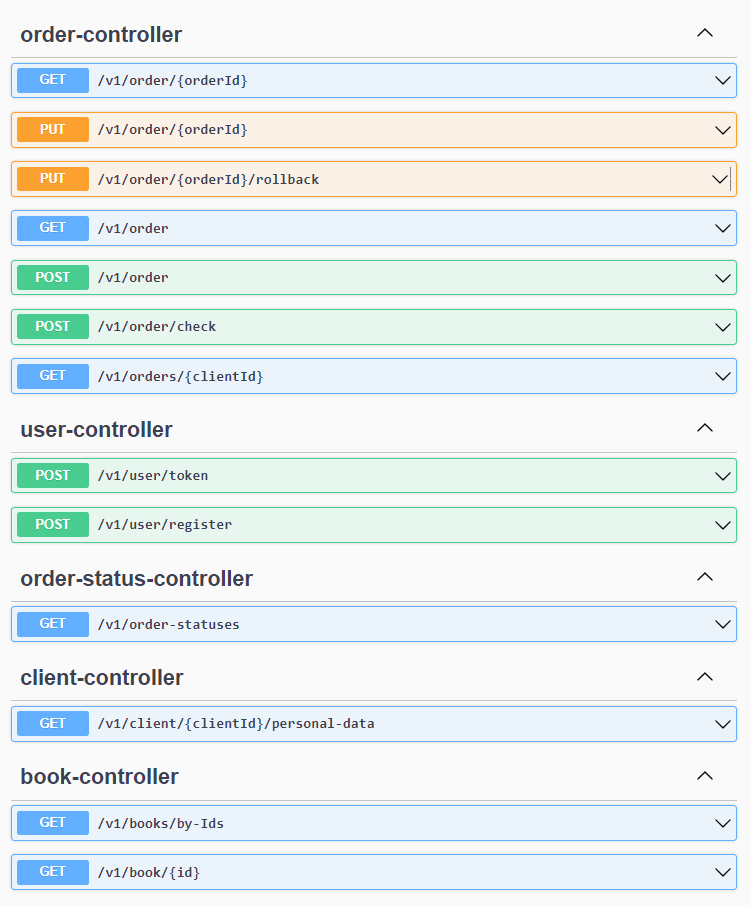 order-controller
GET /v1/order/{orderId}
PUT /v1/order/{orderId}
PUT /v1/order/{orderId}/rollback
GET /v1/order
POST /v1/order
POST /v1/order/check
GET /v1/orders/{clientId}
user-controller
POST /v1/user/token
POST /v1/user/register
order-status-controller
GET /v1/order-statuses
client-controller
GET /v1/client/{clientId}/personal-data
book-controller
GET /v1/books/by-Ids
GET /v1/book/{id}